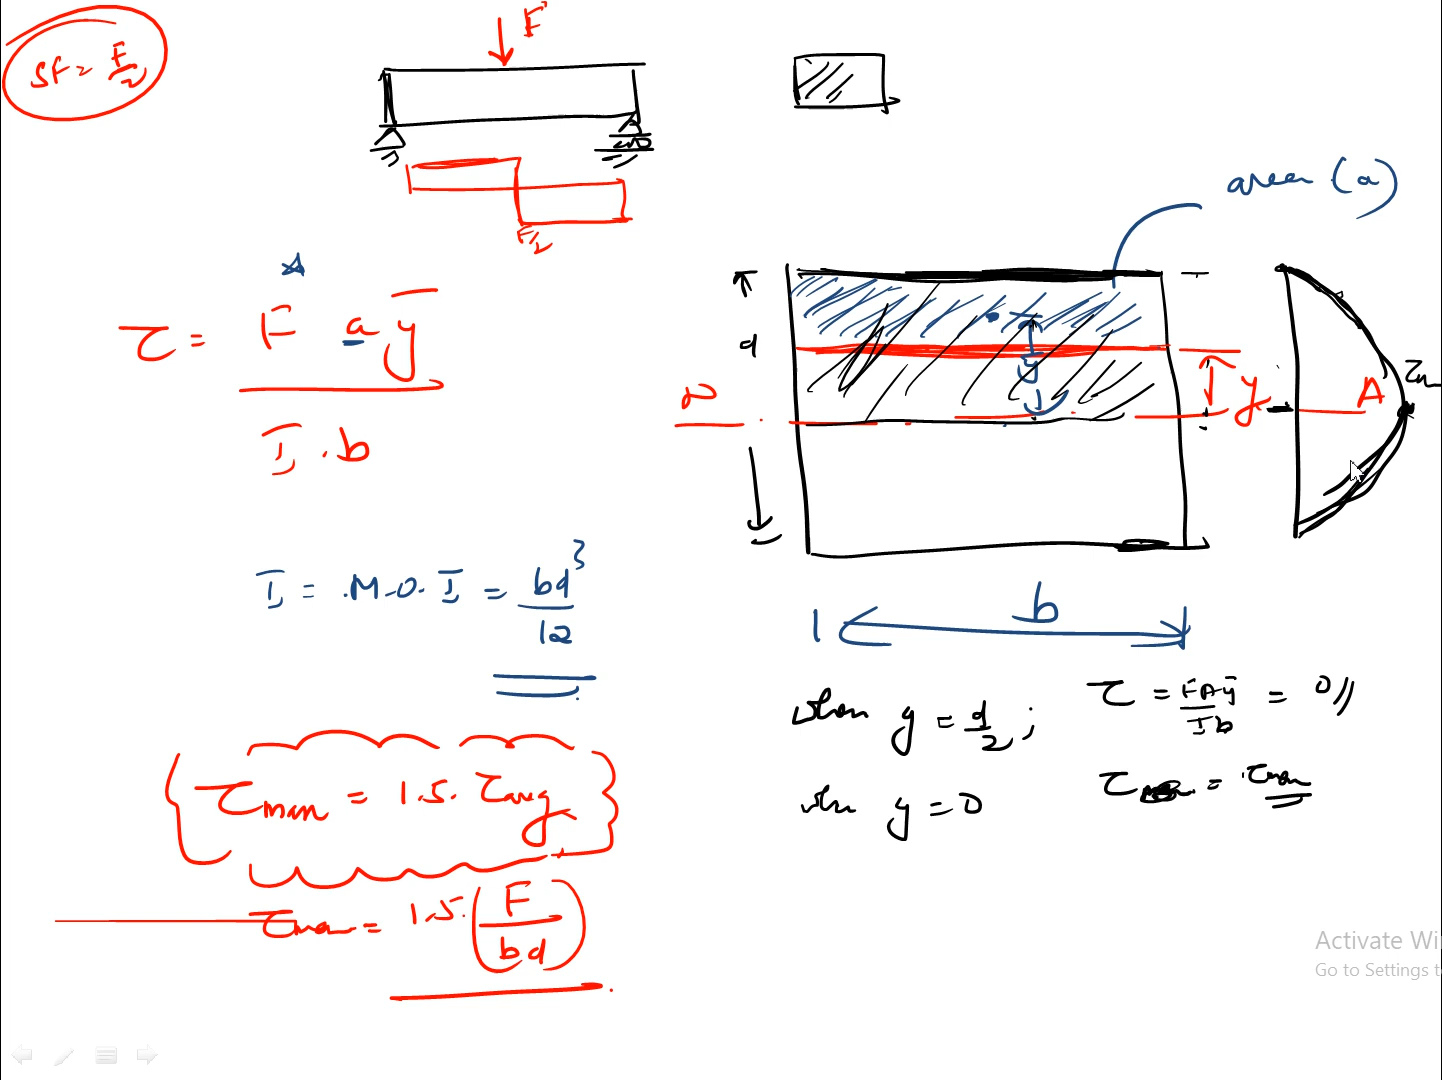 SF = F/2
F
F/2
area (a)
τ = F a ȳ / I . b
d
ȳ
y
A
I = .M.O.I = bd³/12
b
when y = d/2 ; τ = FAȳ/Ib = 0//
when y = 0
τmax = 1.5. τavg
τmax = 1.5. (F/bd)
Activate Wi
Go to Settings t